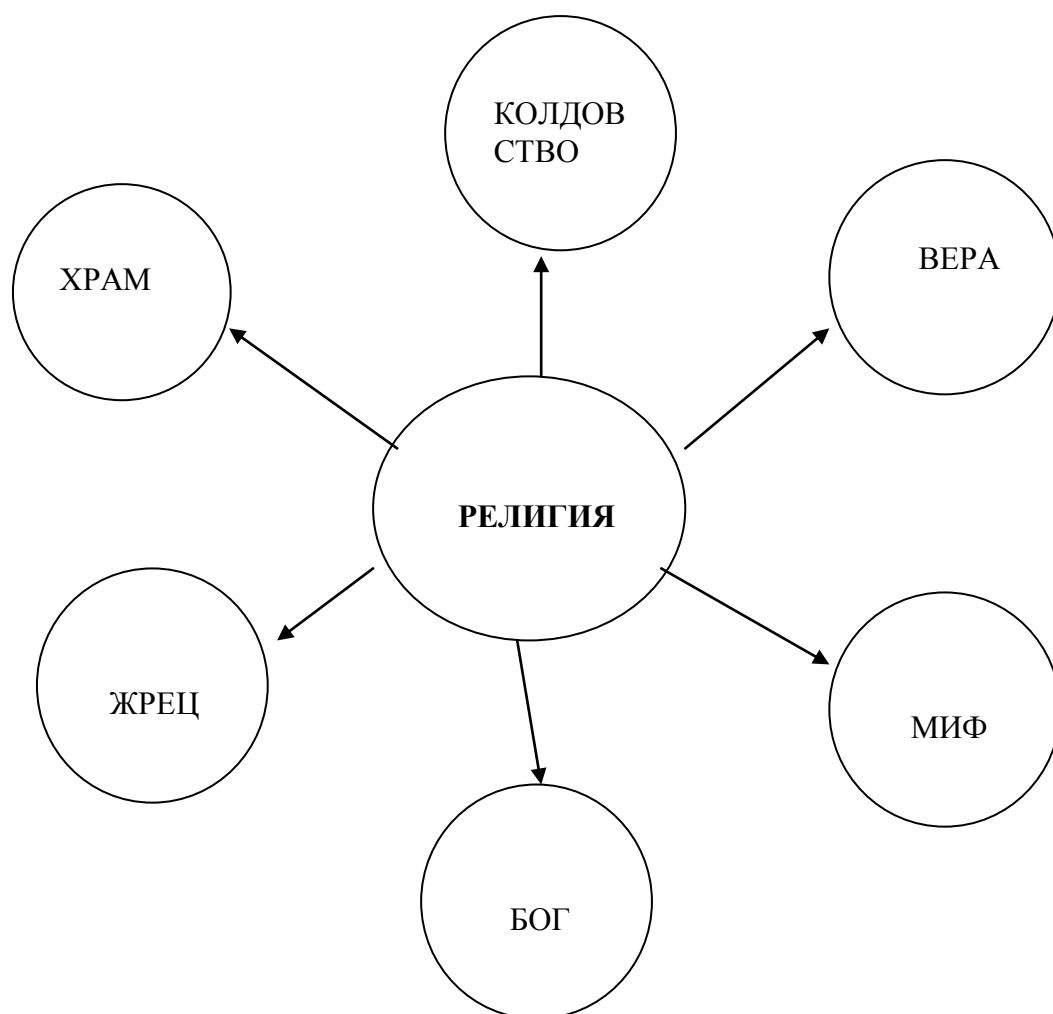 КОЛДОВ
СТВО
ВЕРА
ХРАМ
РЕЛИГИЯ
ЖРЕЦ
МИФ
БОГ